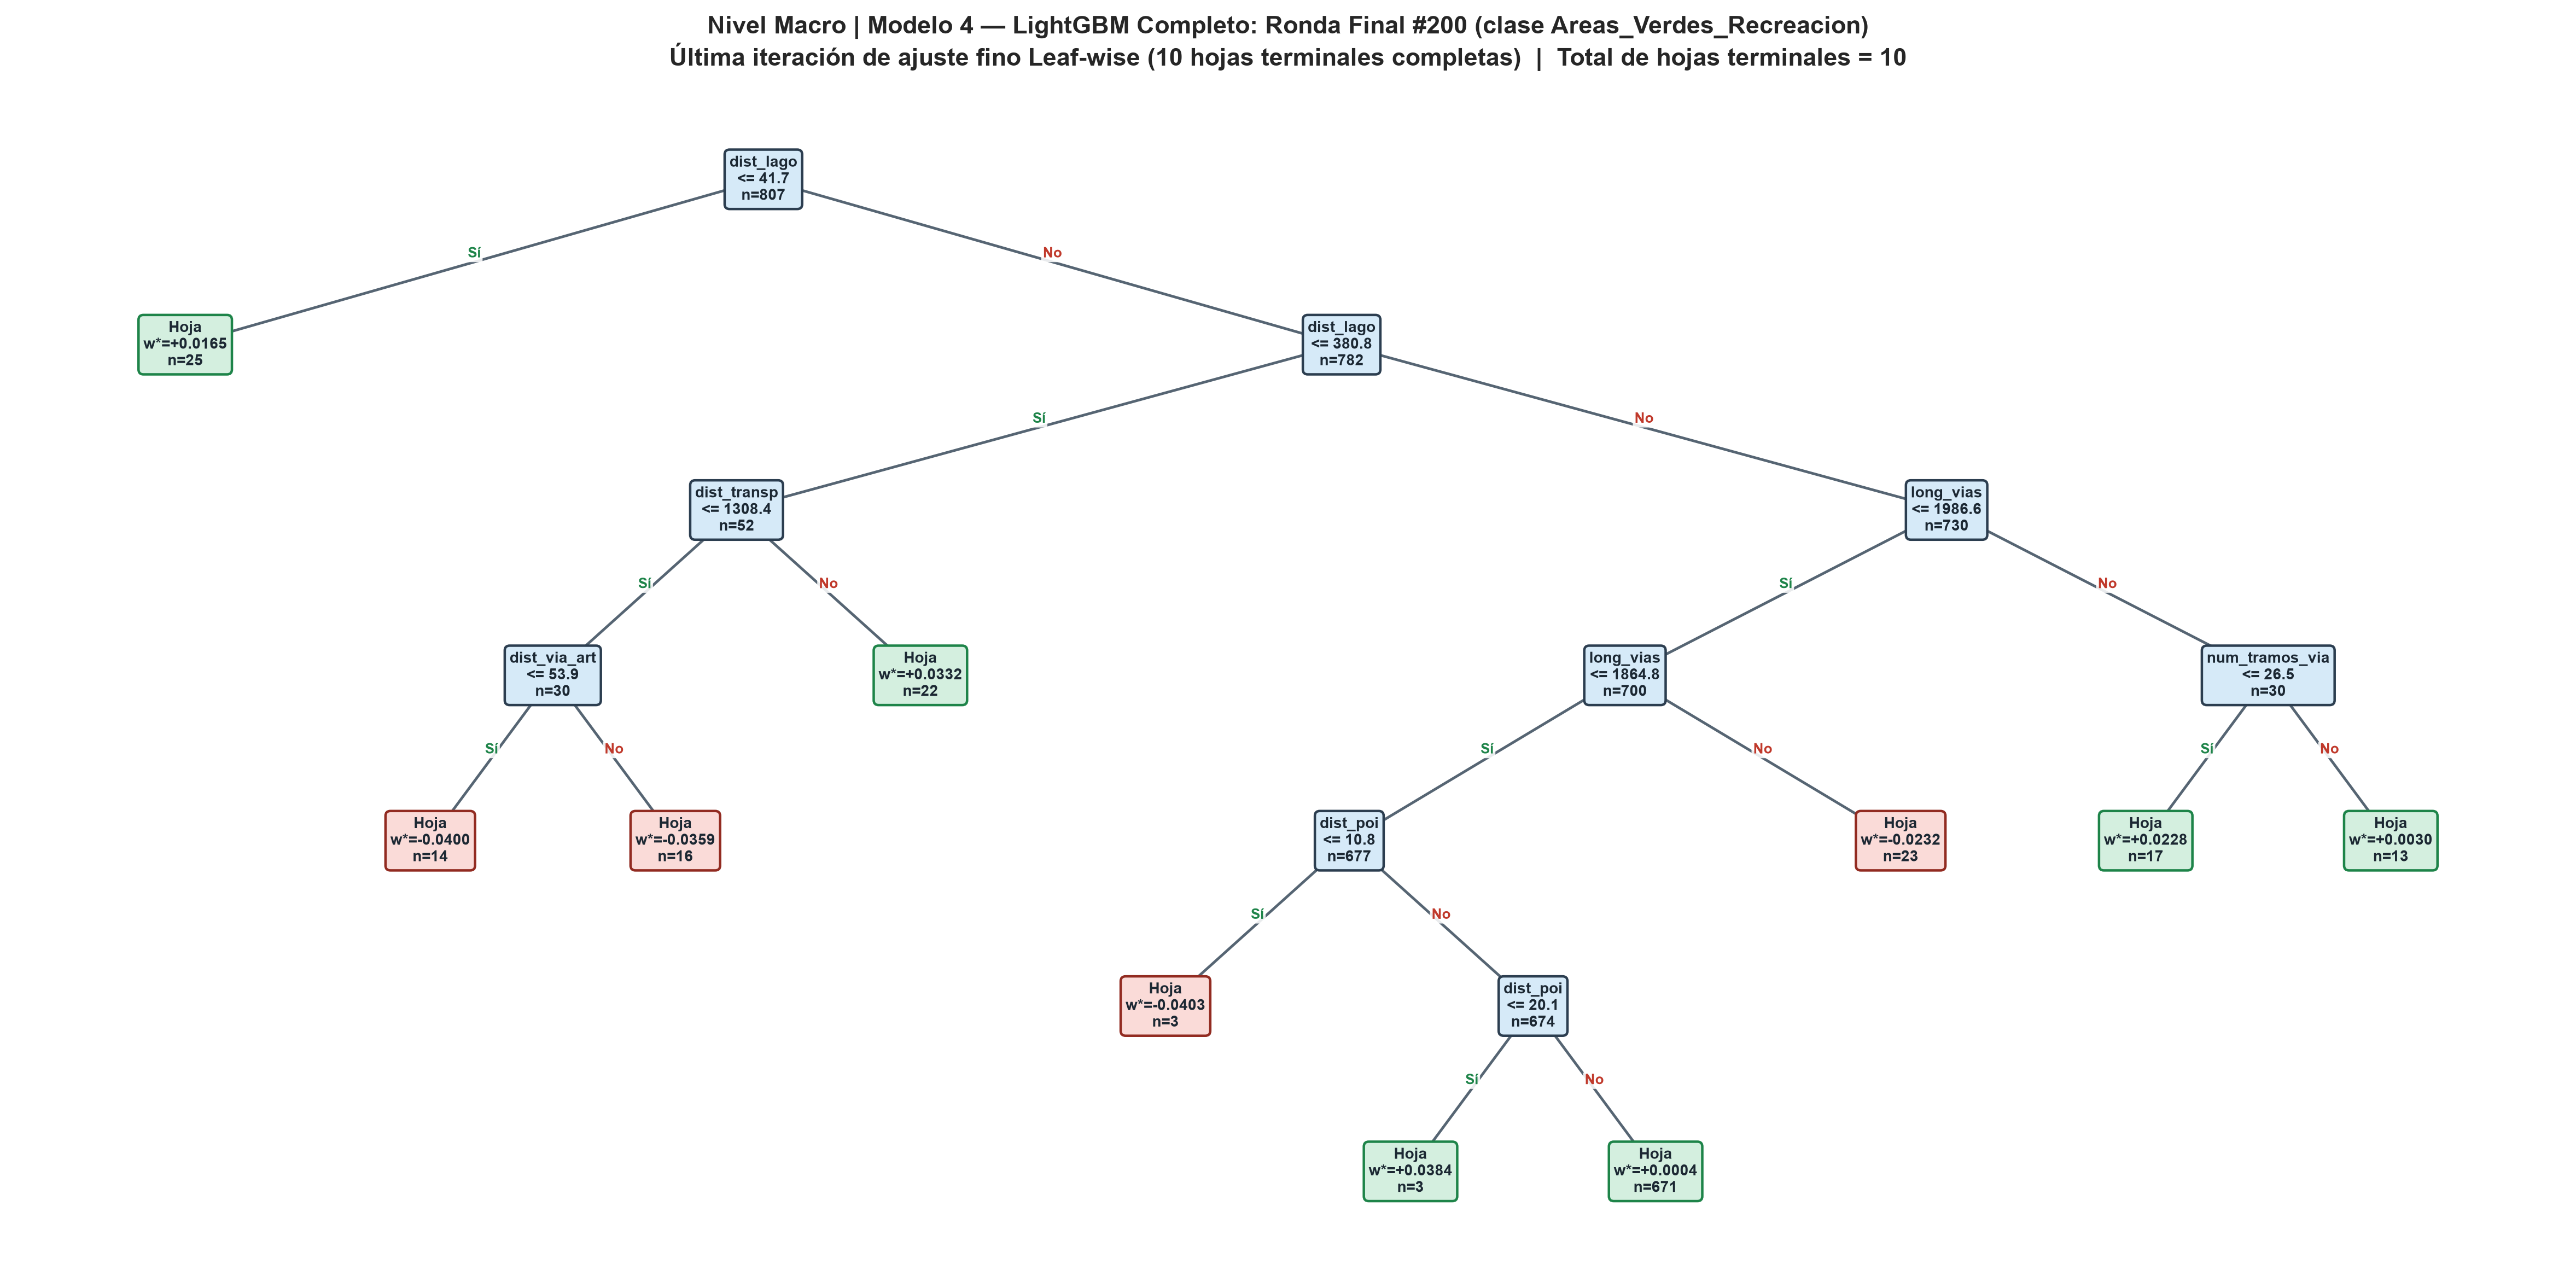 Nivel Macro | Modelo 4 — LightGBM Completo: Ronda Final #200 (clase Areas_Verdes_Recreacion)
Última iteración de ajuste fino Leaf-wise (10 hojas terminales completas) | Total de hojas terminales = 10
dist_lago
<= 41.7
n=807
Sí
No
Hoja
w*=+0.0165
n=25
dist_lago
<= 380.8
n=782
Sí
No
dist_transp
<= 1308.4
n=52
long_vias
<= 1986.6
n=730
Sí
No
Sí
No
dist_via_art
<= 53.9
n=30
Hoja
w*=+0.0332
n=22
long_vias
<= 1864.8
n=700
num_tramos_via
<= 26.5
n=30
Sí
No
Sí
No
Sí
No
Hoja
w*=-0.0400
n=14
Hoja
w*=-0.0359
n=16
dist_poi
<= 10.8
n=677
Hoja
w*=-0.0232
n=23
Hoja
w*=+0.0228
n=17
Hoja
w*=+0.0030
n=13
Sí
No
Hoja
w*=-0.0403
n=3
dist_poi
<= 20.1
n=674
Sí
No
Hoja
w*=+0.0384
n=3
Hoja
w*=+0.0004
n=671